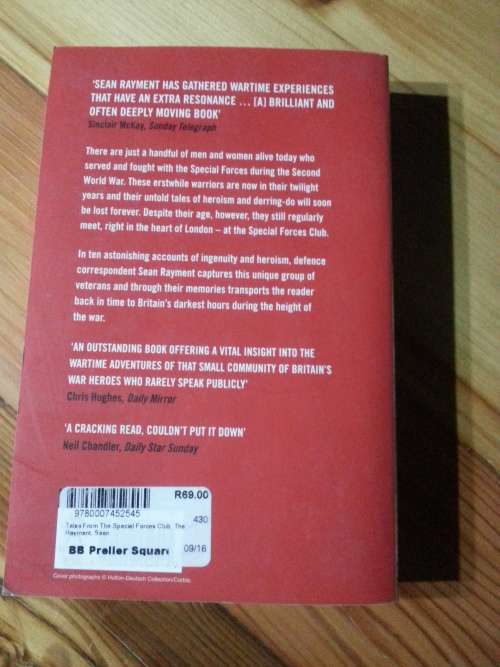 'SEAN RAYMENT HAS GATHERED WARTIME EXPERIENCES
THAT HAVE AN EXTRA RESONANCE ... [A] BRILLIANT AND
OFTEN DEEPLY MOVING BOOK'
Sinclair McKay, Sunday Telegraph
There are just a handful of men and women alive today who
served and fought with the Special Forces during the Second
World War. These erstwhile warriors are now in their twilight
years and their untold tales of heroism and derring-do will soon
be lost forever. Despite their age, however, they still regularly
meet, right in the heart of London – at the Special Forces Club.
In ten astonishing accounts of ingenuity and heroism, defence
correspondent Sean Rayment captures this unique group of
veterans and through their memories transports the reader
back in time to Britain's darkest hours during the height of
the war.
'AN OUTSTANDING BOOK OFFERING A VITAL INSIGHT INTO THE
WARTIME ADVENTURES OF THAT SMALL COMMUNITY OF BRITAIN'S
WAR HEROES WHO RARELY SPEAK PUBLICLY'
Chris Hughes, Daily Mirror
'A CRACKING READ, COULDN'T PUT IT DOWN'
Neil Chandler, Daily Star Sunday
R69.00
9780007452545
430
Tales From The Special Forces Club, The
Rayment, Sean
BB Preller Square
09/16
Cover photographs © Hulton-Deutsch Collection/Corbis